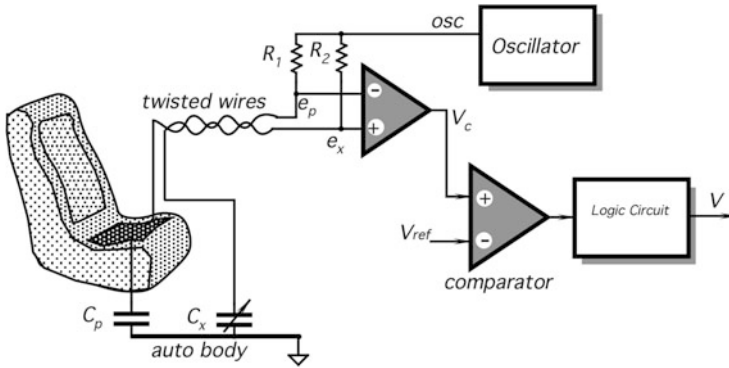 osc
Oscillator
R1
R2
twisted wires
ep
ex
−
+
Vc
+
−
Vref
comparator
Logic Circuit
V
Cp
Cx
auto body